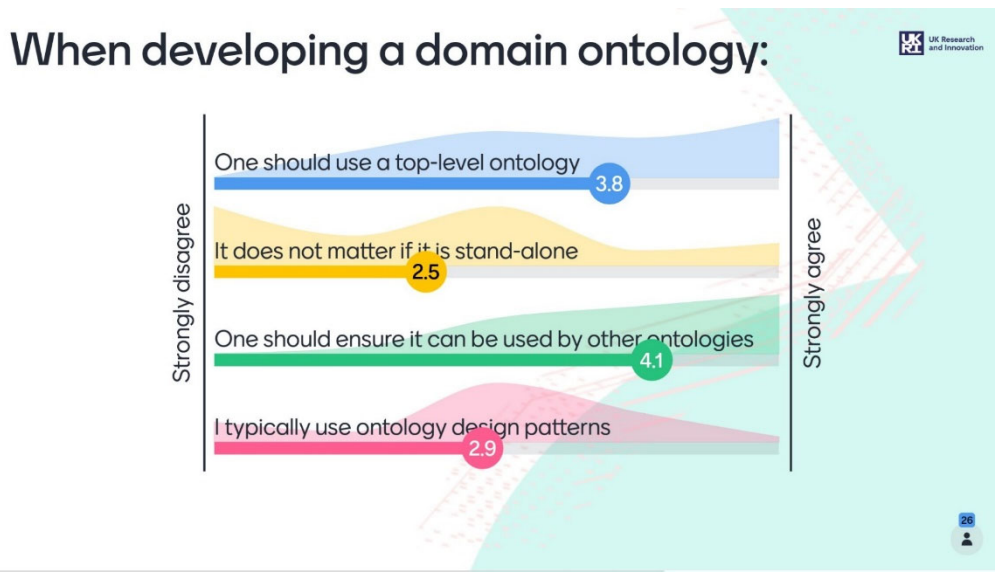 When developing a domain ontology:
UK
RI
UK Research
and Innovation
Strongly disagree
One should use a top-level ontology
3.8
It does not matter if it is stand-alone
2.5
One should ensure it can be used by other ontologies
4.1
I typically use ontology design patterns
2.9
Strongly agree
26